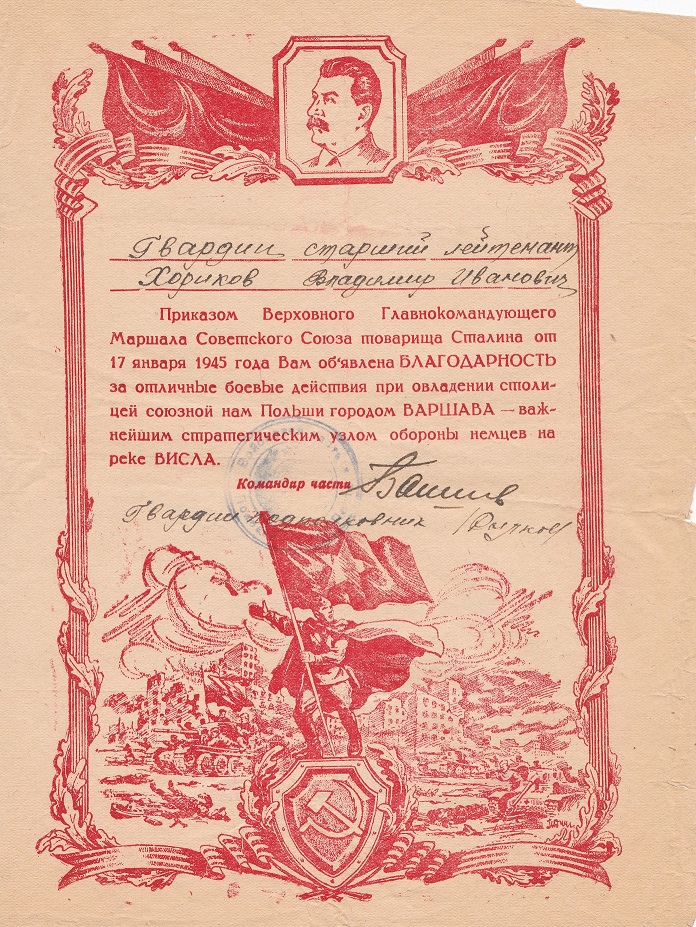 Гвардии старший лейтенант
Хориков Владимир Иванович
Приказом Верховного Главнокомандующего
Маршала Советского Союза товарища Сталина от
17 января 1945 года Вам об'явлена БЛАГОДАРНОСТЬ
за отличные боевые действия при овладении столи-
цей союзной нам Польши городом ВАРШАВА — важ-
нейшим стратегическим узлом обороны немцев на
реке ВИСЛА.
Командир части
Гвардии подполковник